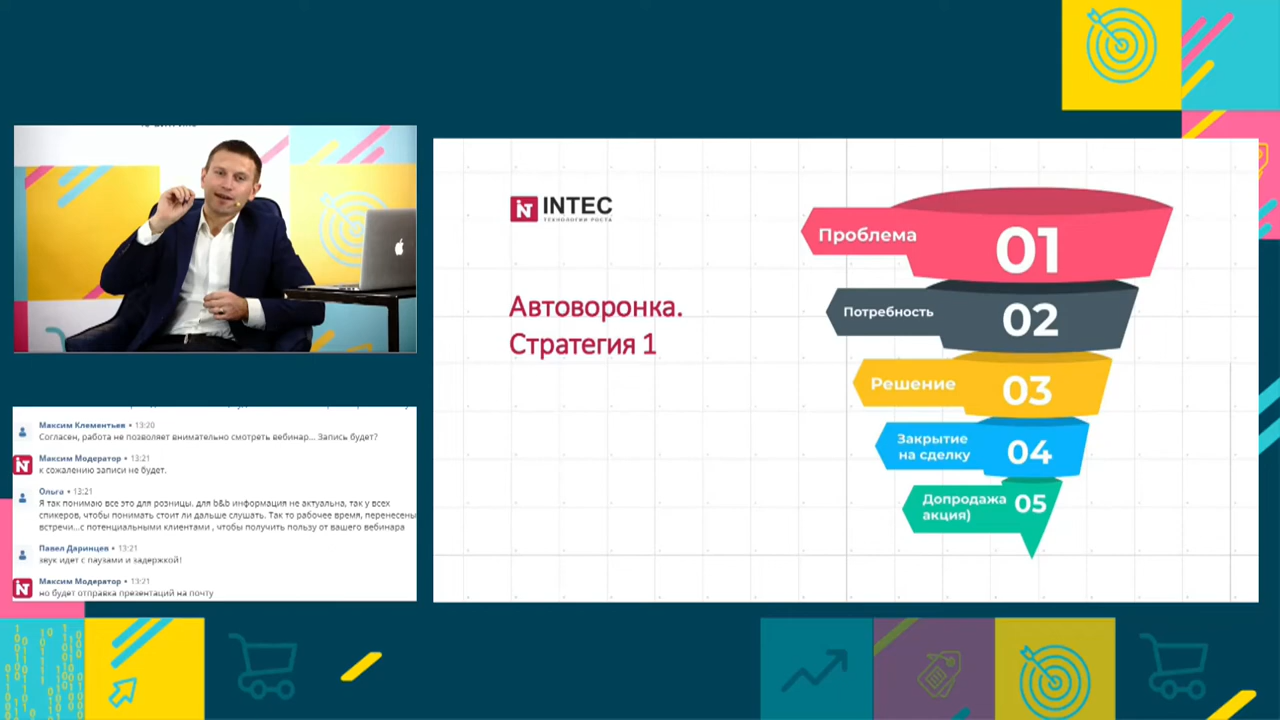 INTEC
ТЕХНОЛОГИИ РОСТА
Автоворонка.
Стратегия 1
Проблема
01
Потребность
02
Решение
03
Закрытие
на сделку
04
Допродажа
акция)
05
Максим Клементьев • 13:20
Согласен, работа не позволяет внимательно смотреть вебинар... Запись будет?
Максим Модератор • 13:21
к сожалению записи не будет.
Ольга • 13:21
Я так понимаю все это для розницы. для b&b информация не актуальна, так у всех
спикеров, чтобы понимать стоит ли дальше слушать. Так то рабочее время, перенесены
встречи...с потенциальными клиентами , чтобы получить пользу от вашего вебинара
Павел Даринцев • 13:21
звук идет с паузами и задержкой!
Максим Модератор • 13:21
но будет отправка презентаций на почту